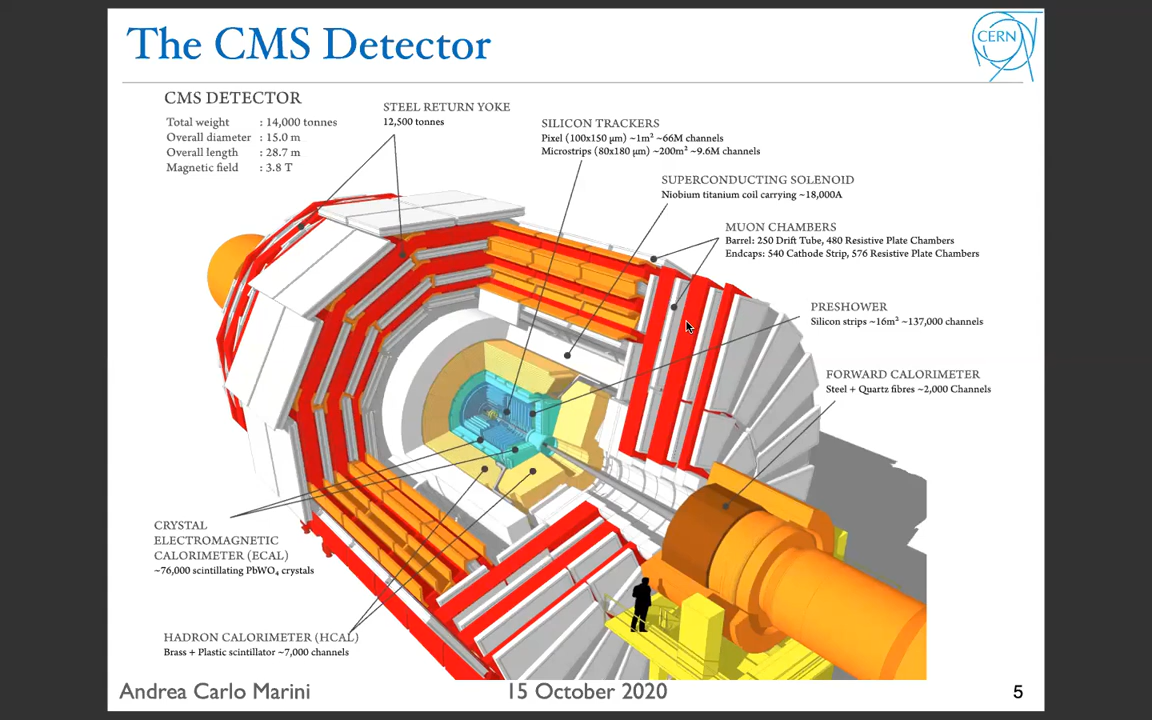 The CMS Detector
CERN
CMS DETECTOR
Total weight : 14,000 tonnes
Overall diameter : 15.0 m
Overall length : 28.7 m
Magnetic field : 3.8 T
STEEL RETURN YOKE
12,500 tonnes
SILICON TRACKERS
Pixel (100x150 μm) ~1m² ~66M channels
Microstrips (80x180 μm) ~200m² ~9.6M channels
SUPERCONDUCTING SOLENOID
Niobium titanium coil carrying ~18,000A
MUON CHAMBERS
Barrel: 250 Drift Tube, 480 Resistive Plate Chambers
Endcaps: 540 Cathode Strip, 576 Resistive Plate Chambers
PRESHOWER
Silicon strips ~16m² ~137,000 channels
FORWARD CALORIMETER
Steel + Quartz fibres ~2,000 Channels
CRYSTAL
ELECTROMAGNETIC
CALORIMETER (ECAL)
~76,000 scintillating PbWO₄ crystals
HADRON CALORIMETER (HCAL)
Brass + Plastic scintillator ~7,000 channels
Andrea Carlo Marini
15 October 2020
5